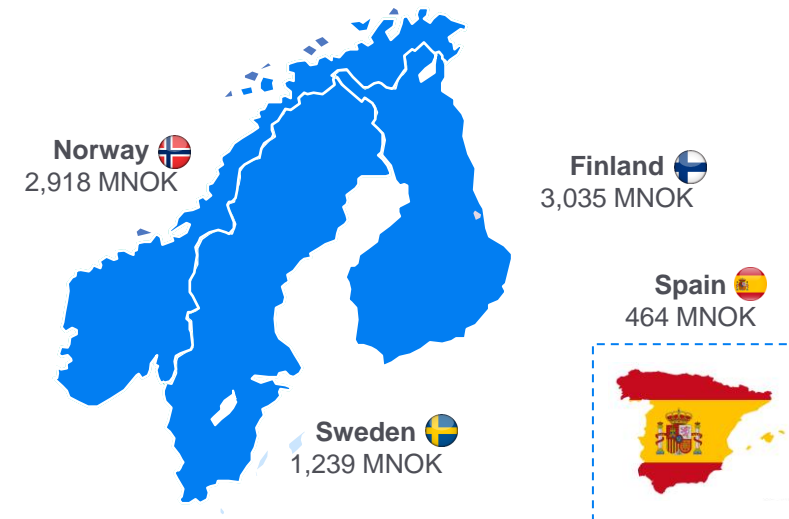 Norway
2,918 MNOK
Finland
3,035 MNOK
Spain
464 MNOK
Sweden
1,239 MNOK